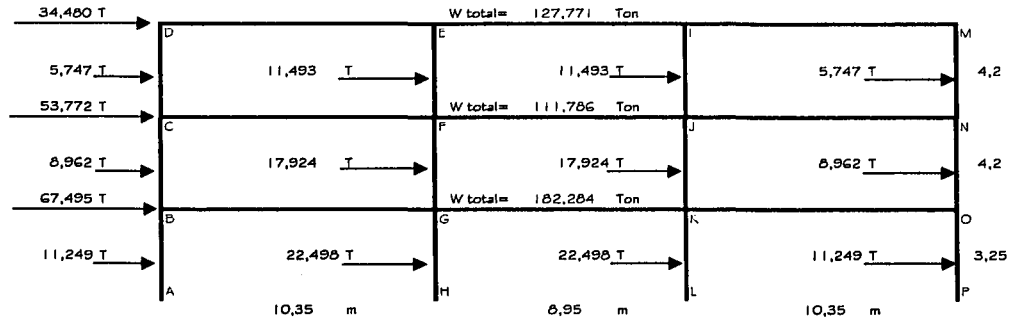 34,480 T W total= 127,771 Ton
D E I M
5,747 T 11,493 T 11,493 T 5,747 T 4,2
53,772 T W total= 111,786 Ton
C F J N
8,962 T 17,924 T 17,924 T 8,962 T 4,2
67,495 T W total= 182,284 Ton
B G K O
11,249 T 22,498 T 22,498 T 11,249 T 3,25
A H L P
10,35 m 8,95 m 10,35 m